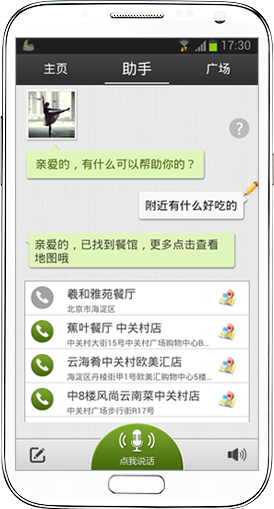 17:30
主页 助手 广场
?
亲爱的，有什么可以帮助你的？
附近有什么好吃的
亲爱的，已找到餐馆，更多点击查看
地图哦
羲和雅苑餐厅
北京市海淀区
蕉叶餐厅 中关村店
中关村大街15号中关村广场购物中心B...
云海肴中关村欧美汇店
海淀区丹棱街甲1号欧美汇购物中心5楼...
中8楼风尚云南菜中关村店
中关村广场步行街R17号
点我说话